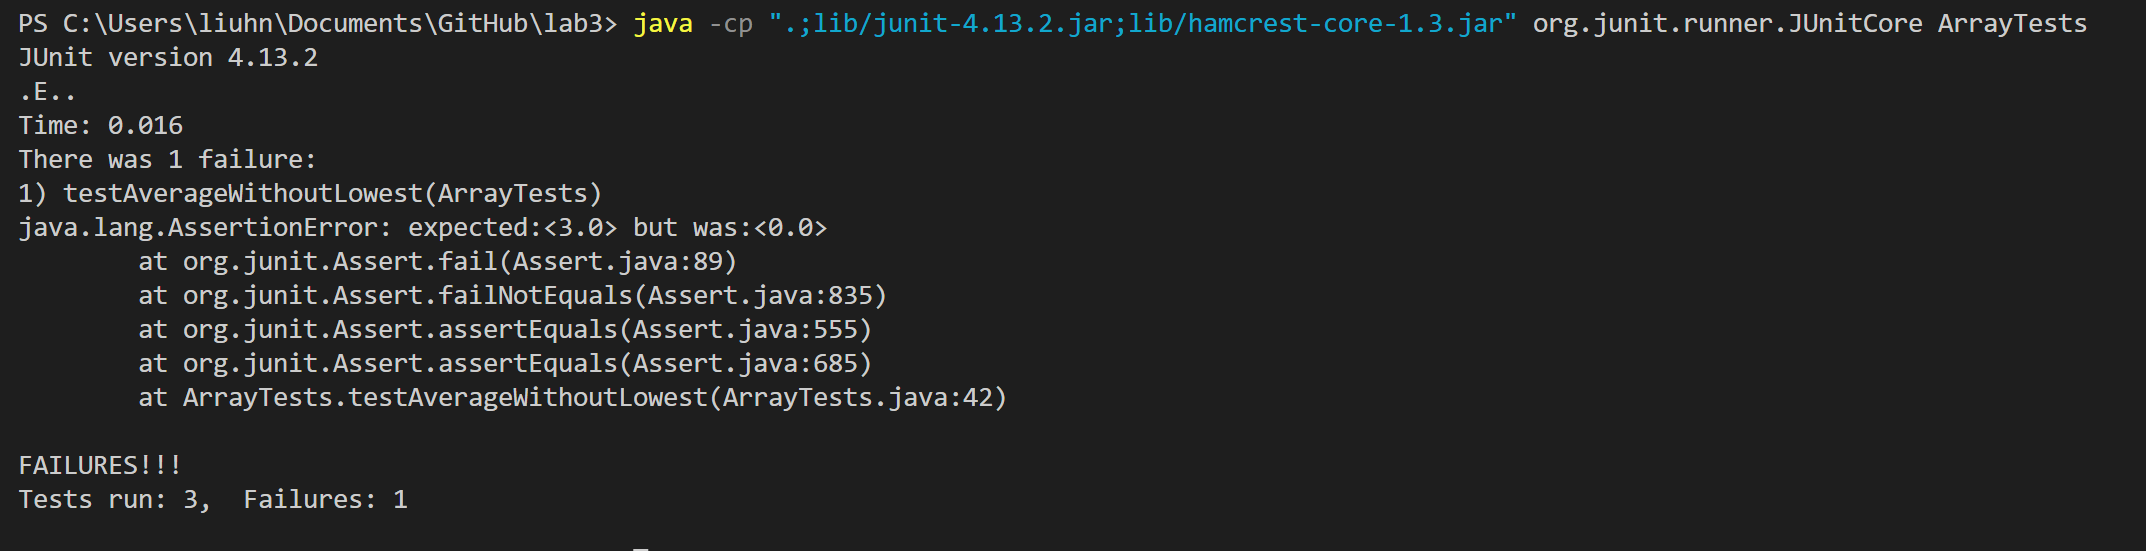 PS C:\Users\liuhn\Documents\GitHub\lab3> java -cp ".;lib/junit-4.13.2.jar;lib/hamcrest-core-1.3.jar" org.junit.runner.JUnitCore ArrayTests
JUnit version 4.13.2
.E..
Time: 0.016
There was 1 failure:
1) testAverageWithoutLowest(ArrayTests)
java.lang.AssertionError: expected:<3.0> but was:<0.0>
        at org.junit.Assert.fail(Assert.java:89)
        at org.junit.Assert.failNotEquals(Assert.java:835)
        at org.junit.Assert.assertEquals(Assert.java:555)
        at org.junit.Assert.assertEquals(Assert.java:685)
        at ArrayTests.testAverageWithoutLowest(ArrayTests.java:42)

FAILURES!!!
Tests run: 3,  Failures: 1